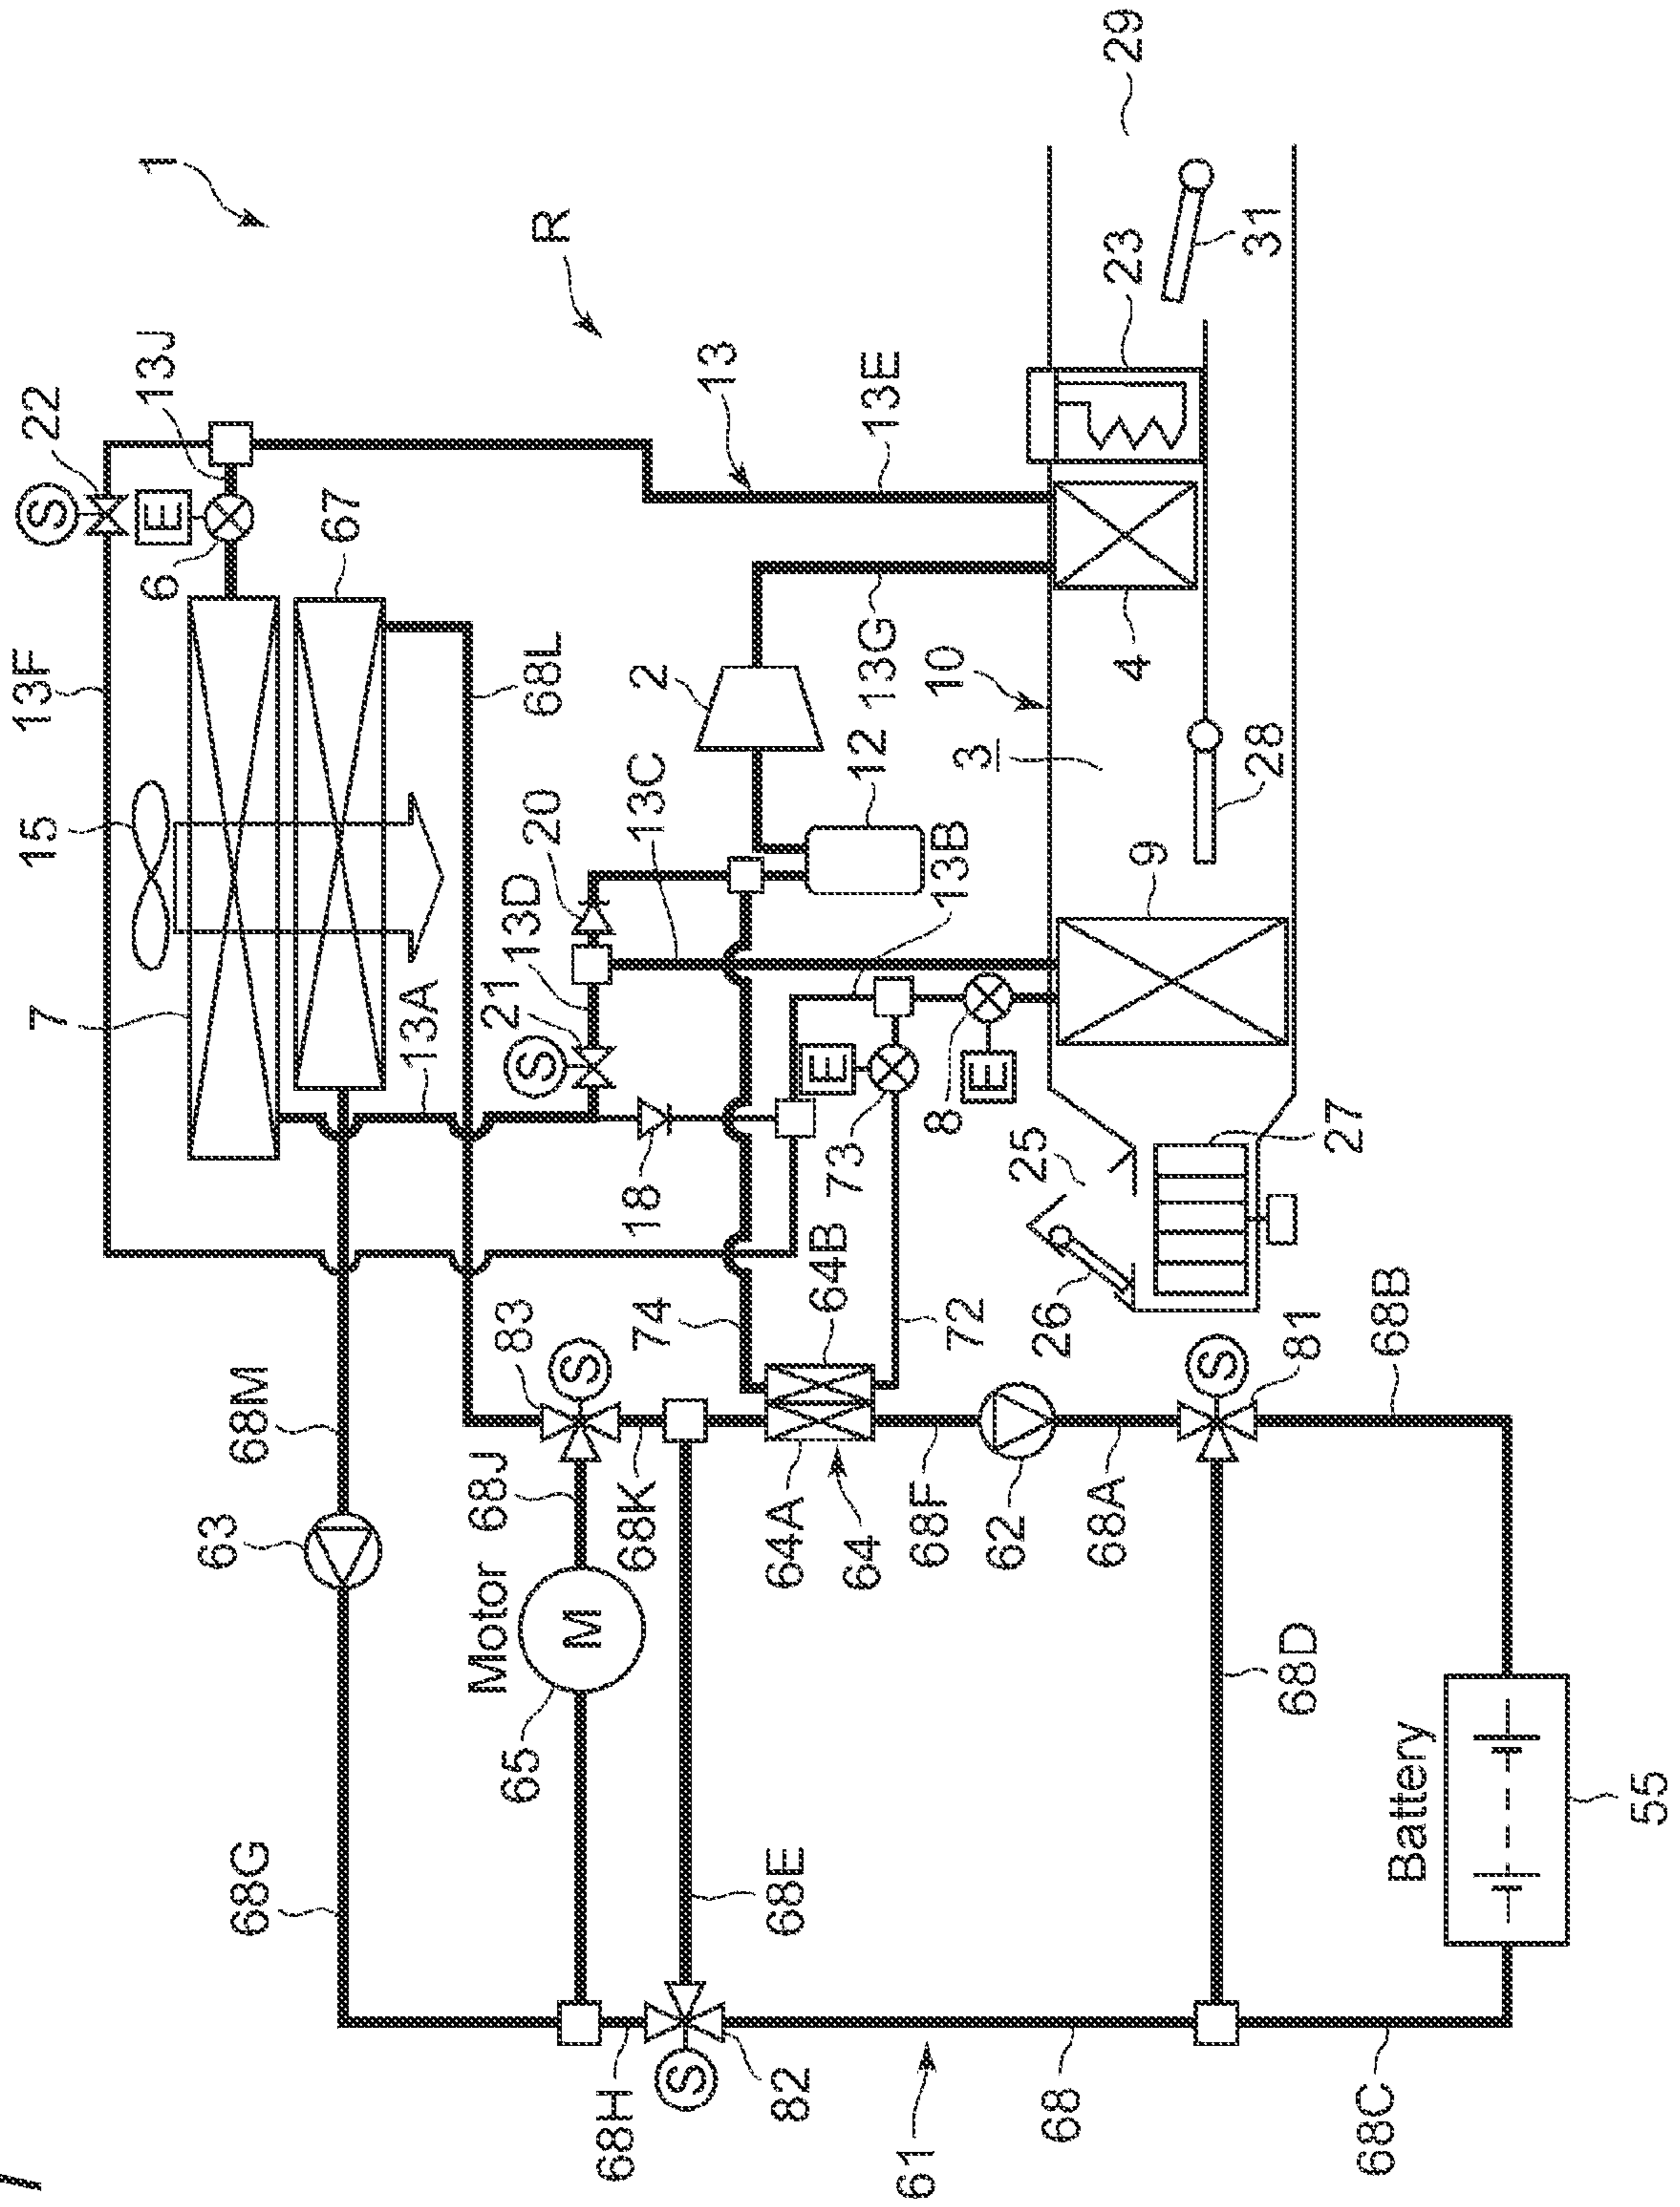 7
15
13F
S
22
6
E
13J
1
63
68G
68M
67
13A
Motor
68J
21
13D
65
83
20
68L
R
M
S
S
68H
68K
74
18
13C
2
S
13
82
68E
64A
64B
73
E
64
12
13G
13E
61
68F
8
13B
10
72
E
3
62
25
68
68A
26
9
4
23
29
S
28
31
68D
81
27
68C
Battery
68B
55